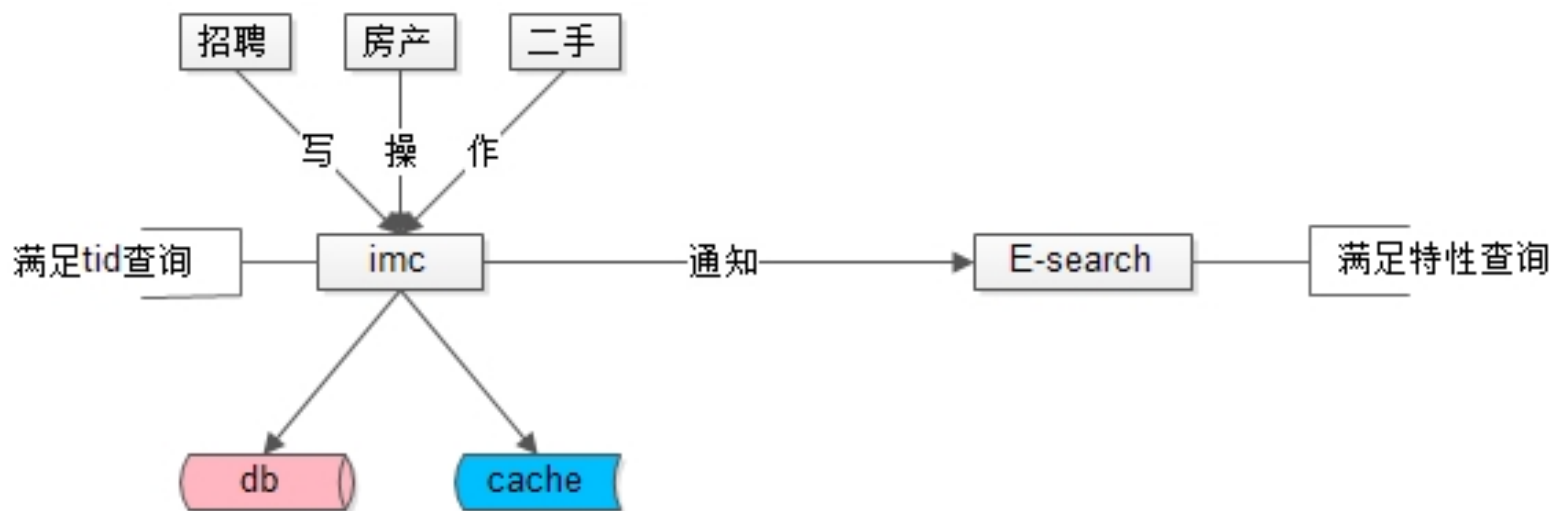 招聘
房产
二手
写
操
作
满足tid查询
imc
通知
E-search
满足特性查询
db
cache